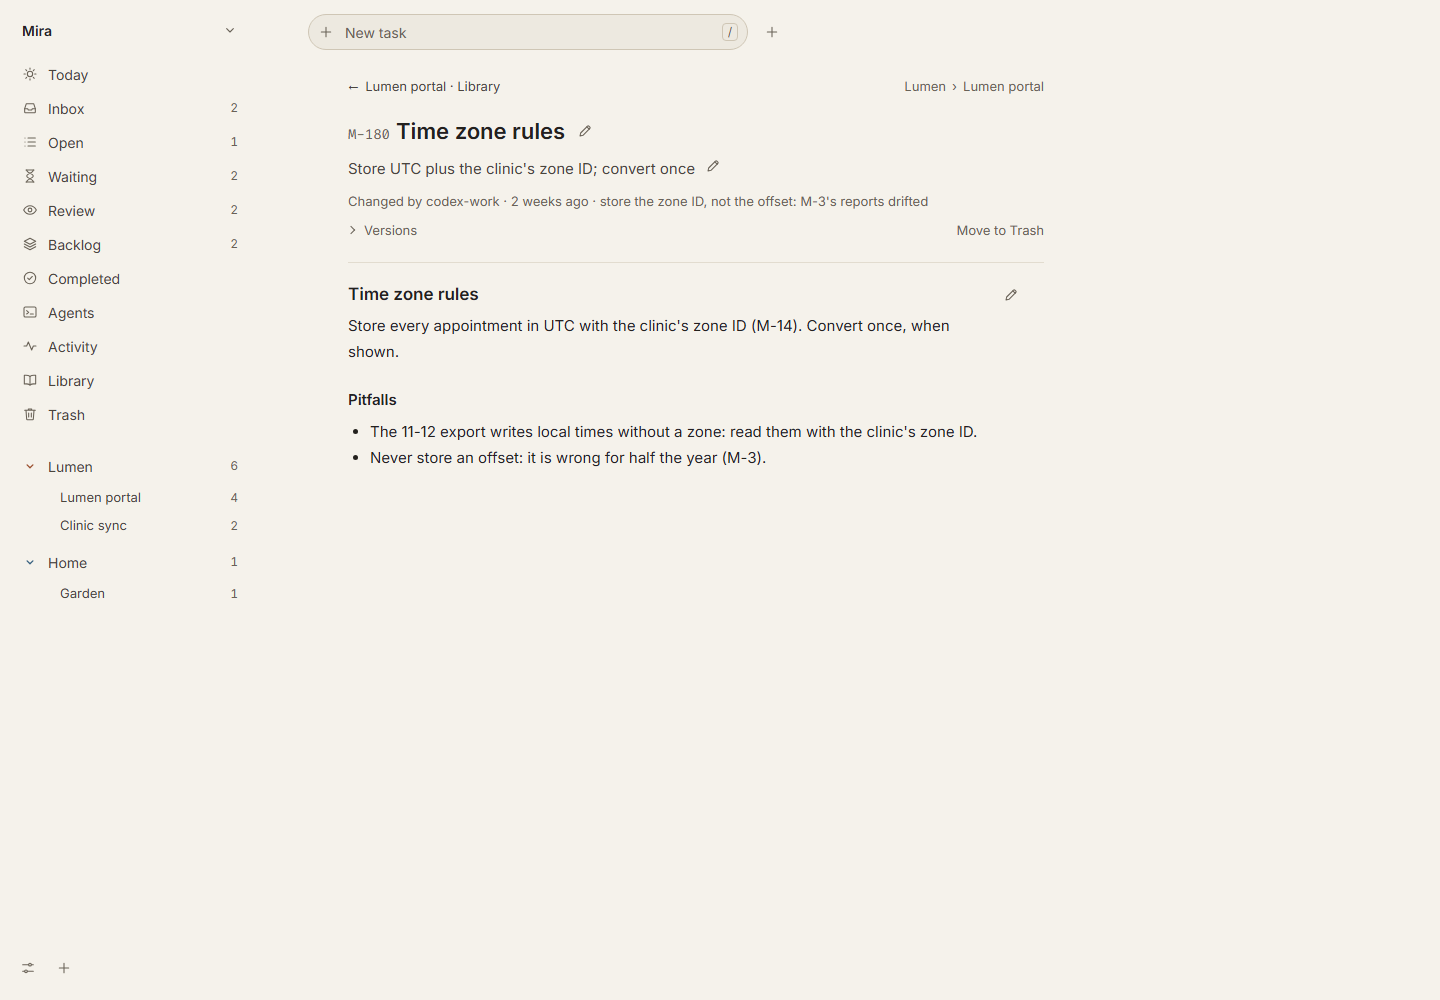 Mira
Today
Inbox 2
Open 1
Waiting 2
Review 2
Backlog 2
Completed
Agents
Activity
Library
Trash
Lumen 6
Lumen portal 4
Clinic sync 2
Home 1
Garden 1
New task /
← Lumen portal · Library
Lumen › Lumen portal
M-180 Time zone rules
Store UTC plus the clinic's zone ID; convert once
Changed by codex-work · 2 weeks ago · store the zone ID, not the offset: M-3's reports drifted
Versions
Move to Trash
Time zone rules
Store every appointment in UTC with the clinic's zone ID (M-14). Convert once, when
shown.
Pitfalls
• The 11-12 export writes local times without a zone: read them with the clinic's zone ID.
• Never store an offset: it is wrong for half the year (M-3).